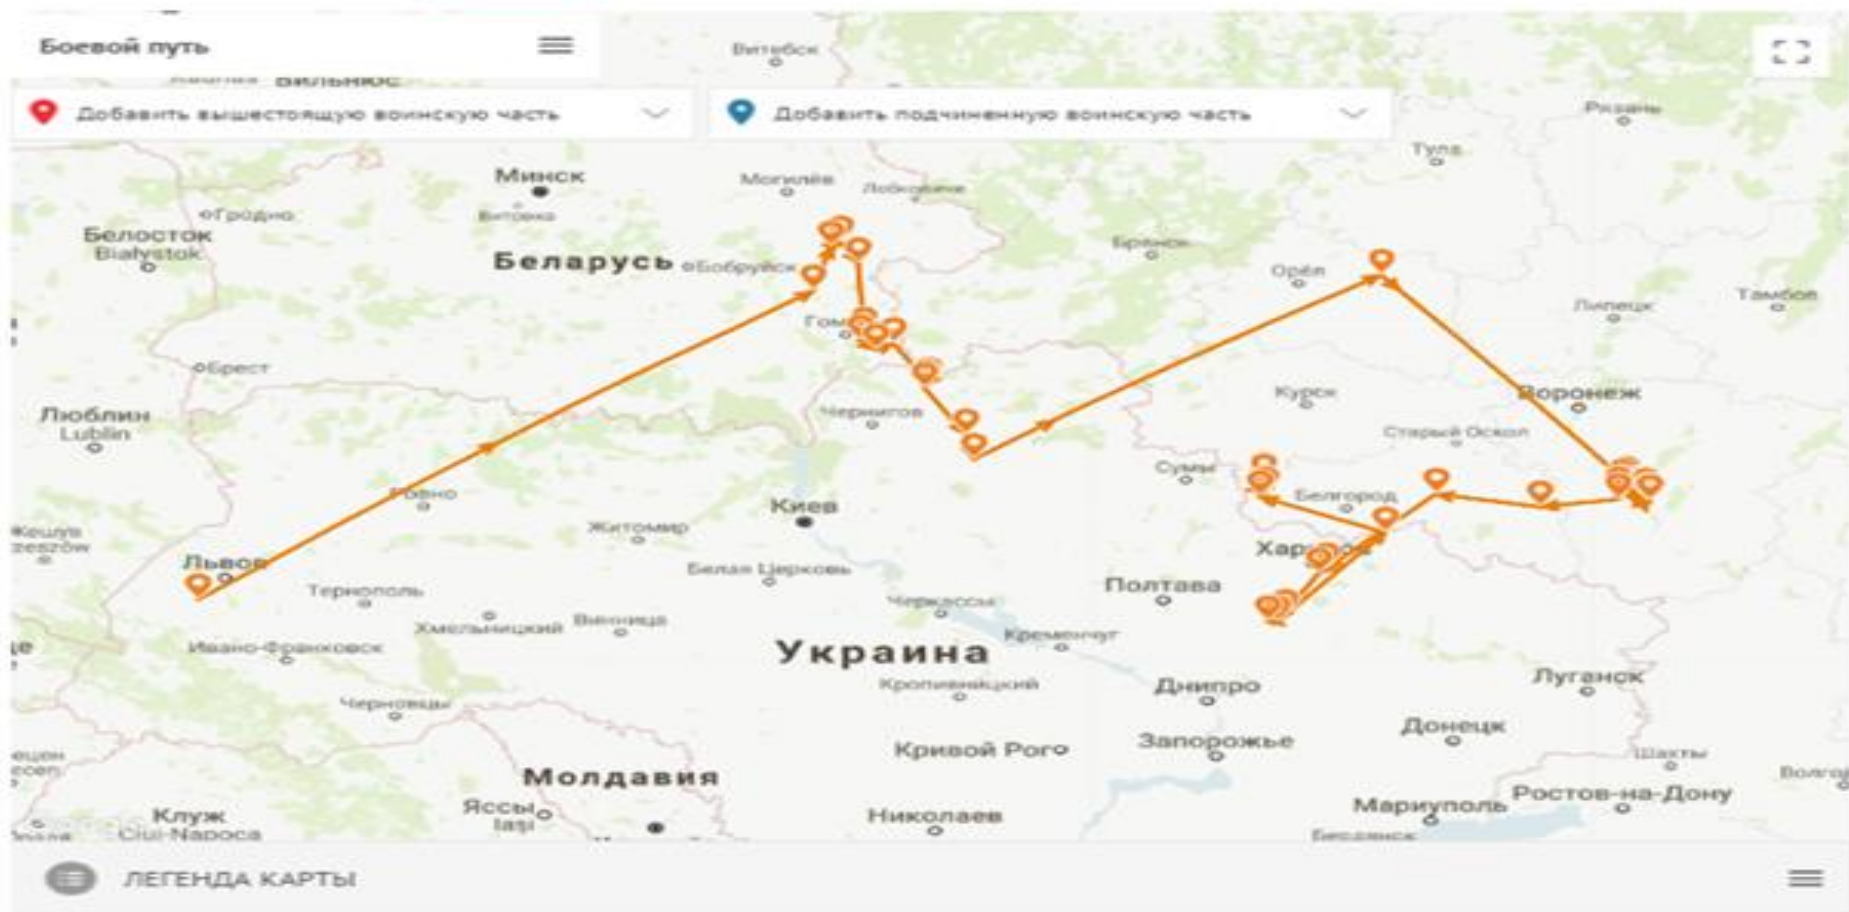 Боевой путь
Витебск
Вильнюс
Добавить вышестоящую воинскую часть
Добавить подчиненную воинскую часть
Рязань
Тула
Минск
Могилёв
Гродно
Белосток
Białystok
Брянск
Беларусь
Бобруйск
Орёл
Липецк
Тамбов
Гом
Брест
Люблин
Lublin
Чернигов
Курск
Воронеж
Старый Оскол
Сумы
Белгород
Ровно
Киев
Житомир
Львов
Харьков
Белая Церковь
Полтава
Тернополь
Черкассы
Хмельницкий
Винница
Кременчуг
Ивано-Франковск
Украина
Кропивницкий
Днипро
Луганск
Черновцы
Донецк
Кривой Рог
Запорожье
Шахты
Молдавия
Клуж
Cluj-Napoca
Яссы
Iași
Николаев
Мариуполь
Ростов-на-Дону
Бердянск
ЛЕГЕНДА КАРТЫ